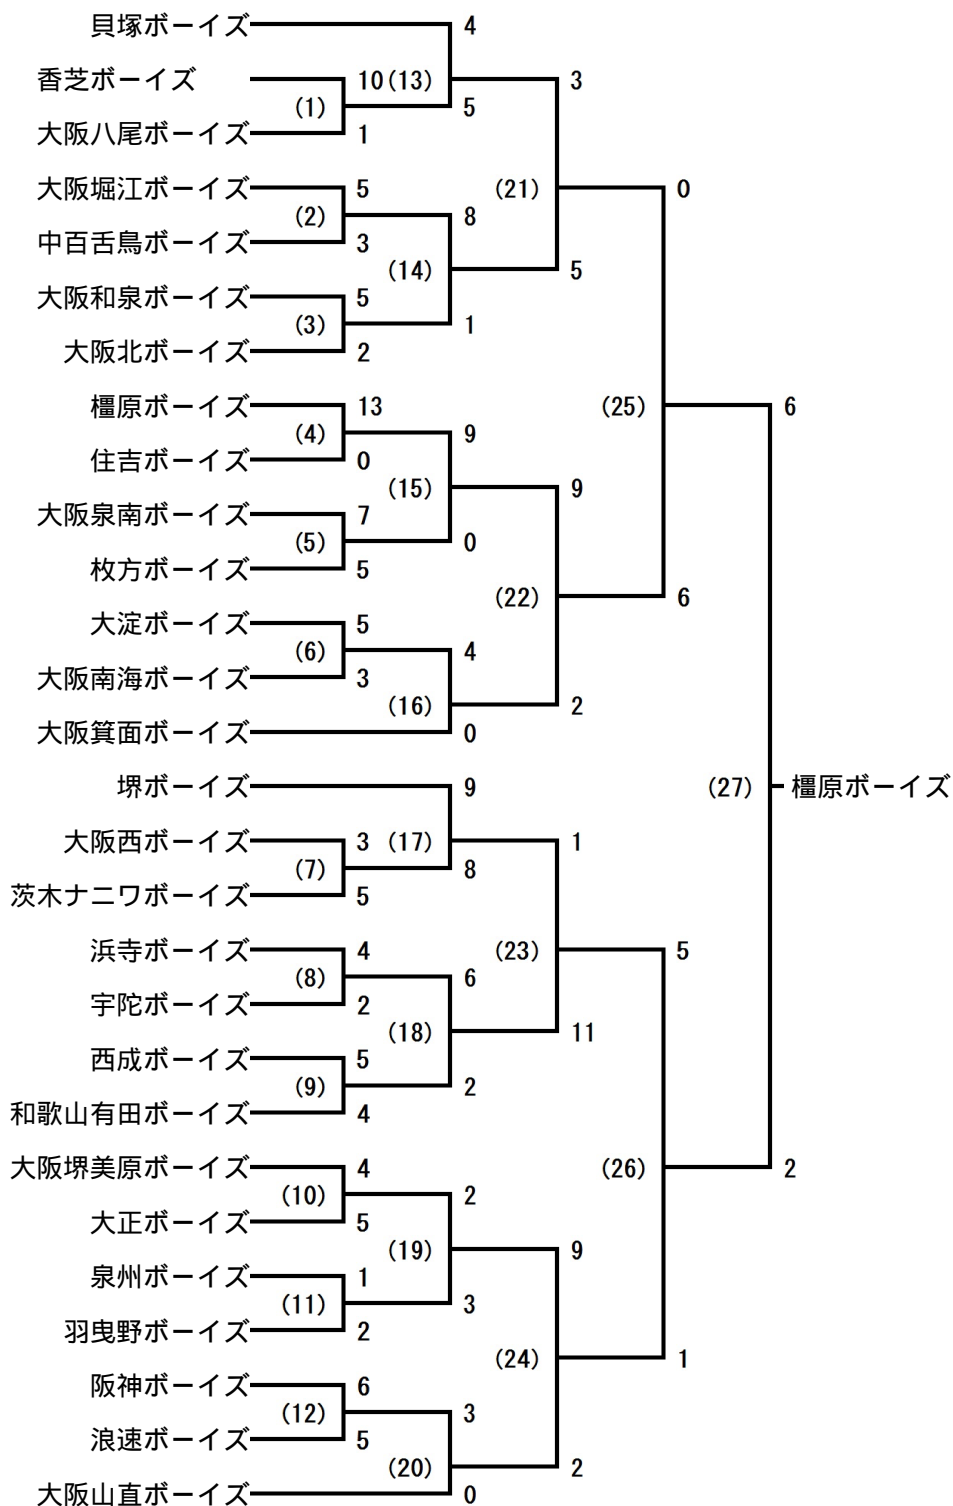 貝塚ボーイズ 4
香芝ボーイズ 10 (13) 3
(1) 5
大阪八尾ボーイズ 1
大阪堀江ボーイズ 5 (21) 0
(2) 8
中百舌鳥ボーイズ 3
(14) 5
大阪和泉ボーイズ 5
(3) 1
大阪北ボーイズ 2
橿原ボーイズ 13 (25) 6
(4) 9
住吉ボーイズ 0
(15) 9
大阪泉南ボーイズ 7
(5) 0
枚方ボーイズ 5
(22) 6
大淀ボーイズ 5
(6) 4
大阪南海ボーイズ 3
(16) 2
大阪箕面ボーイズ 0
堺ボーイズ 9 (27) 橿原ボーイズ
大阪西ボーイズ 3 (17) 1
(7) 8
茨木ナニワボーイズ 5
浜寺ボーイズ 4 (23) 5
(8) 6
宇陀ボーイズ 2
(18) 11
西成ボーイズ 5
(9) 2
和歌山有田ボーイズ 4
大阪堺美原ボーイズ 4 (26) 2
(10) 2
大正ボーイズ 5
(19) 9
泉州ボーイズ 1
(11) 3
羽曳野ボーイズ 2
(24) 1
阪神ボーイズ 6
(12) 3
浪速ボーイズ 5
(20) 2
大阪山直ボーイズ 0